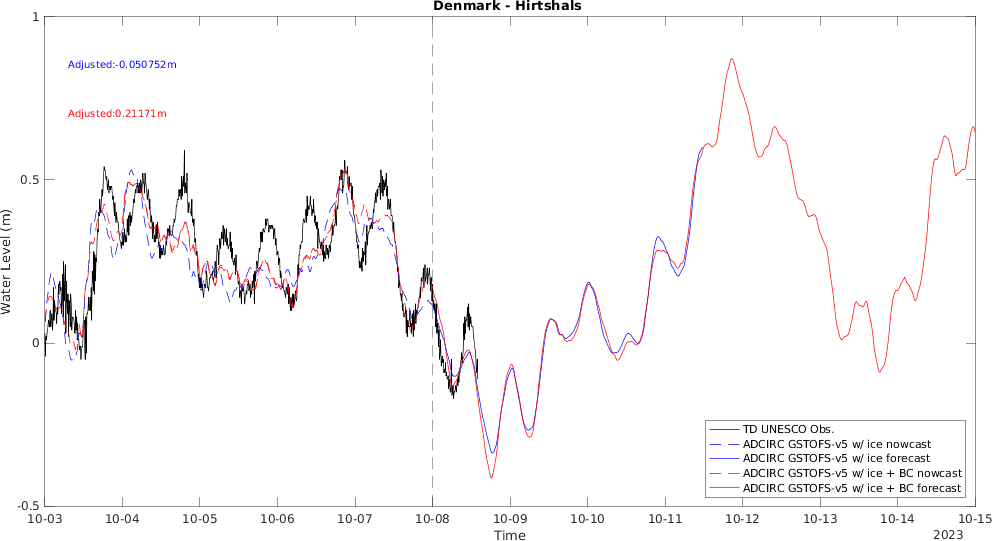 Denmark - Hirtshals
1
Adjusted:-0.050752m
Adjusted:0.21171m
0.5
Water Level (m)
0
TD UNESCO Obs.
ADCIRC GSTOFS-v5 w/ ice nowcast
ADCIRC GSTOFS-v5 w/ ice forecast
ADCIRC GSTOFS-v5 w/ ice + BC nowcast
ADCIRC GSTOFS-v5 w/ ice + BC forecast
-0.5
10-03 10-04 10-05 10-06 10-07 10-08 10-09 10-10 10-11 10-12 10-13 10-14 10-15
Time
2023